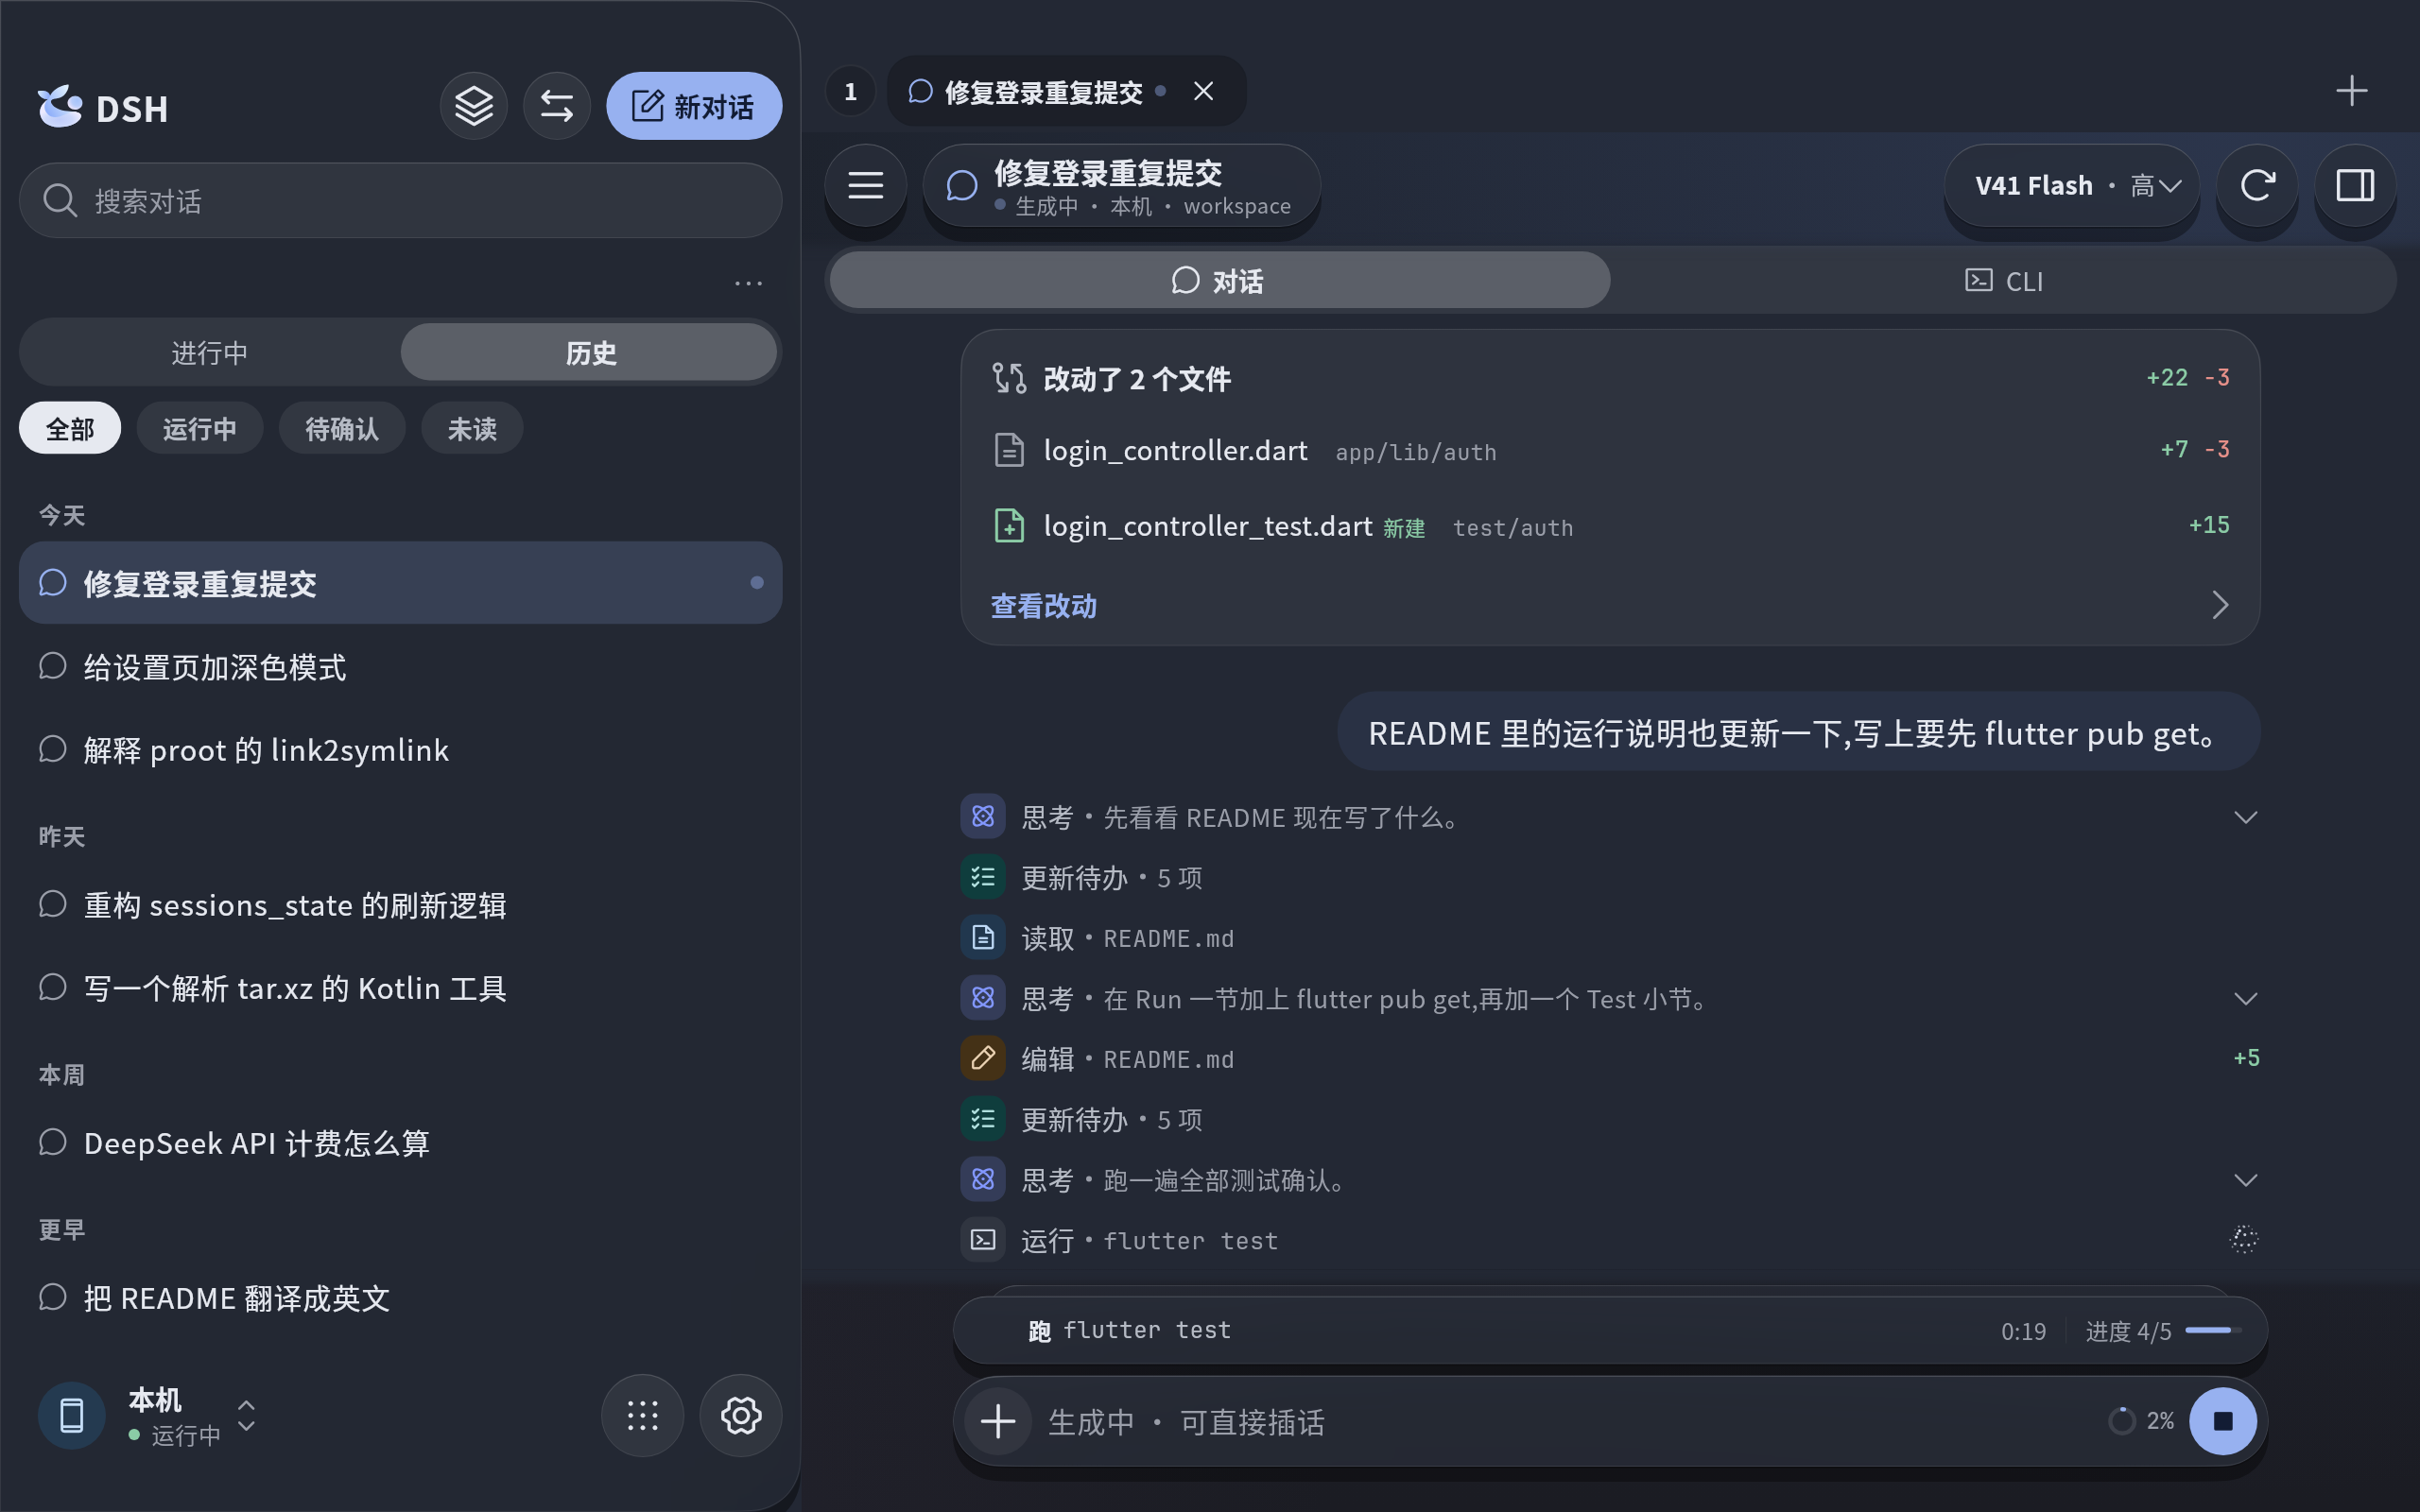 DSH
新对话
搜索对话
进行中
历史
全部
运行中
待确认
未读
今天
修复登录重复提交
给设置页加深色模式
解释 proot 的 link2symlink
昨天
重构 sessions_state 的刷新逻辑
写一个解析 tar.xz 的 Kotlin 工具
本周
DeepSeek API 计费怎么算
更早
把 README 翻译成英文
本机
运行中
1
修复登录重复提交
修复登录重复提交
生成中 · 本机 · workspace
V41 Flash · 高
对话
CLI
改动了 2 个文件 +22 -3
login_controller.dart app/lib/auth +7 -3
login_controller_test.dart 新建 test/auth +15
查看改动
README 里的运行说明也更新一下,写上要先 flutter pub get。
思考 · 先看看 README 现在写了什么。
更新待办 · 5 项
读取 · README.md
思考 · 在 Run 一节加上 flutter pub get,再加一个 Test 小节。
编辑 · README.md +5
更新待办 · 5 项
思考 · 跑一遍全部测试确认。
运行 · flutter test
跑 flutter test 0:19 进度 4/5
生成中 · 可直接插话 2%